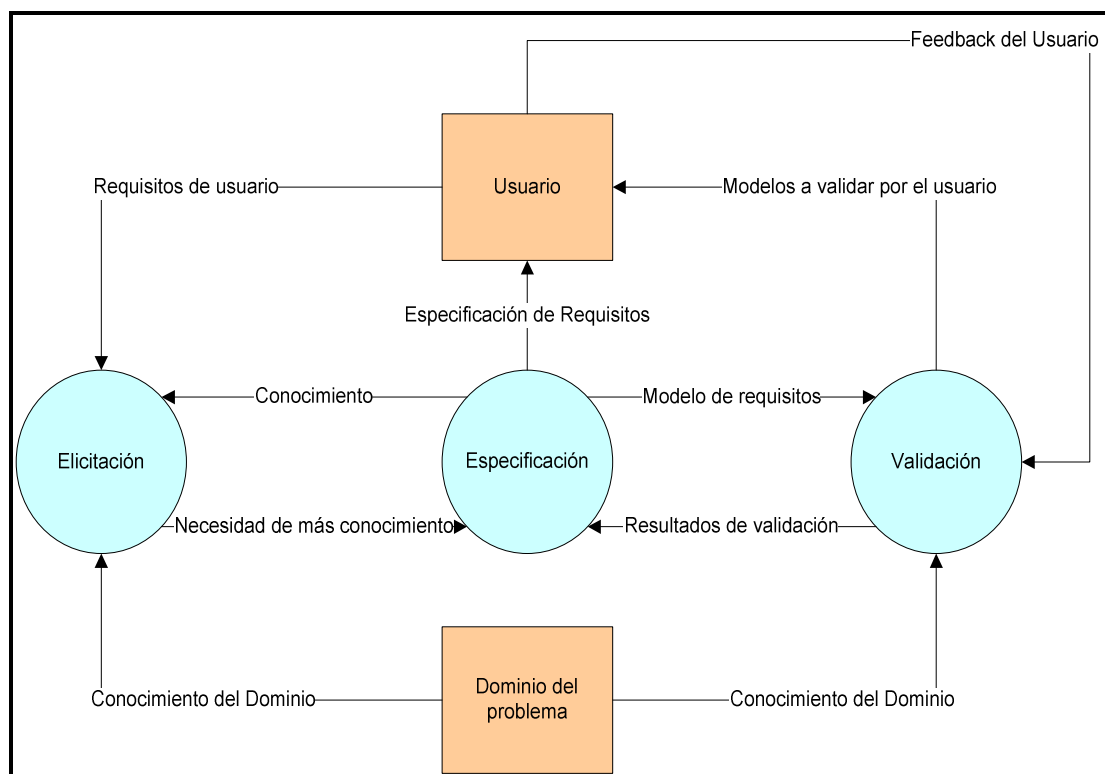 Feedback del Usuario
Usuario
Requisitos de usuario
Modelos a validar por el usuario
Especificación de Requisitos
Conocimiento
Modelo de requisitos
Elicitación
Especificación
Validación
Necesidad de más conocimiento
Resultados de validación
Dominio del
problema
Conocimiento del Dominio
Conocimiento del Dominio